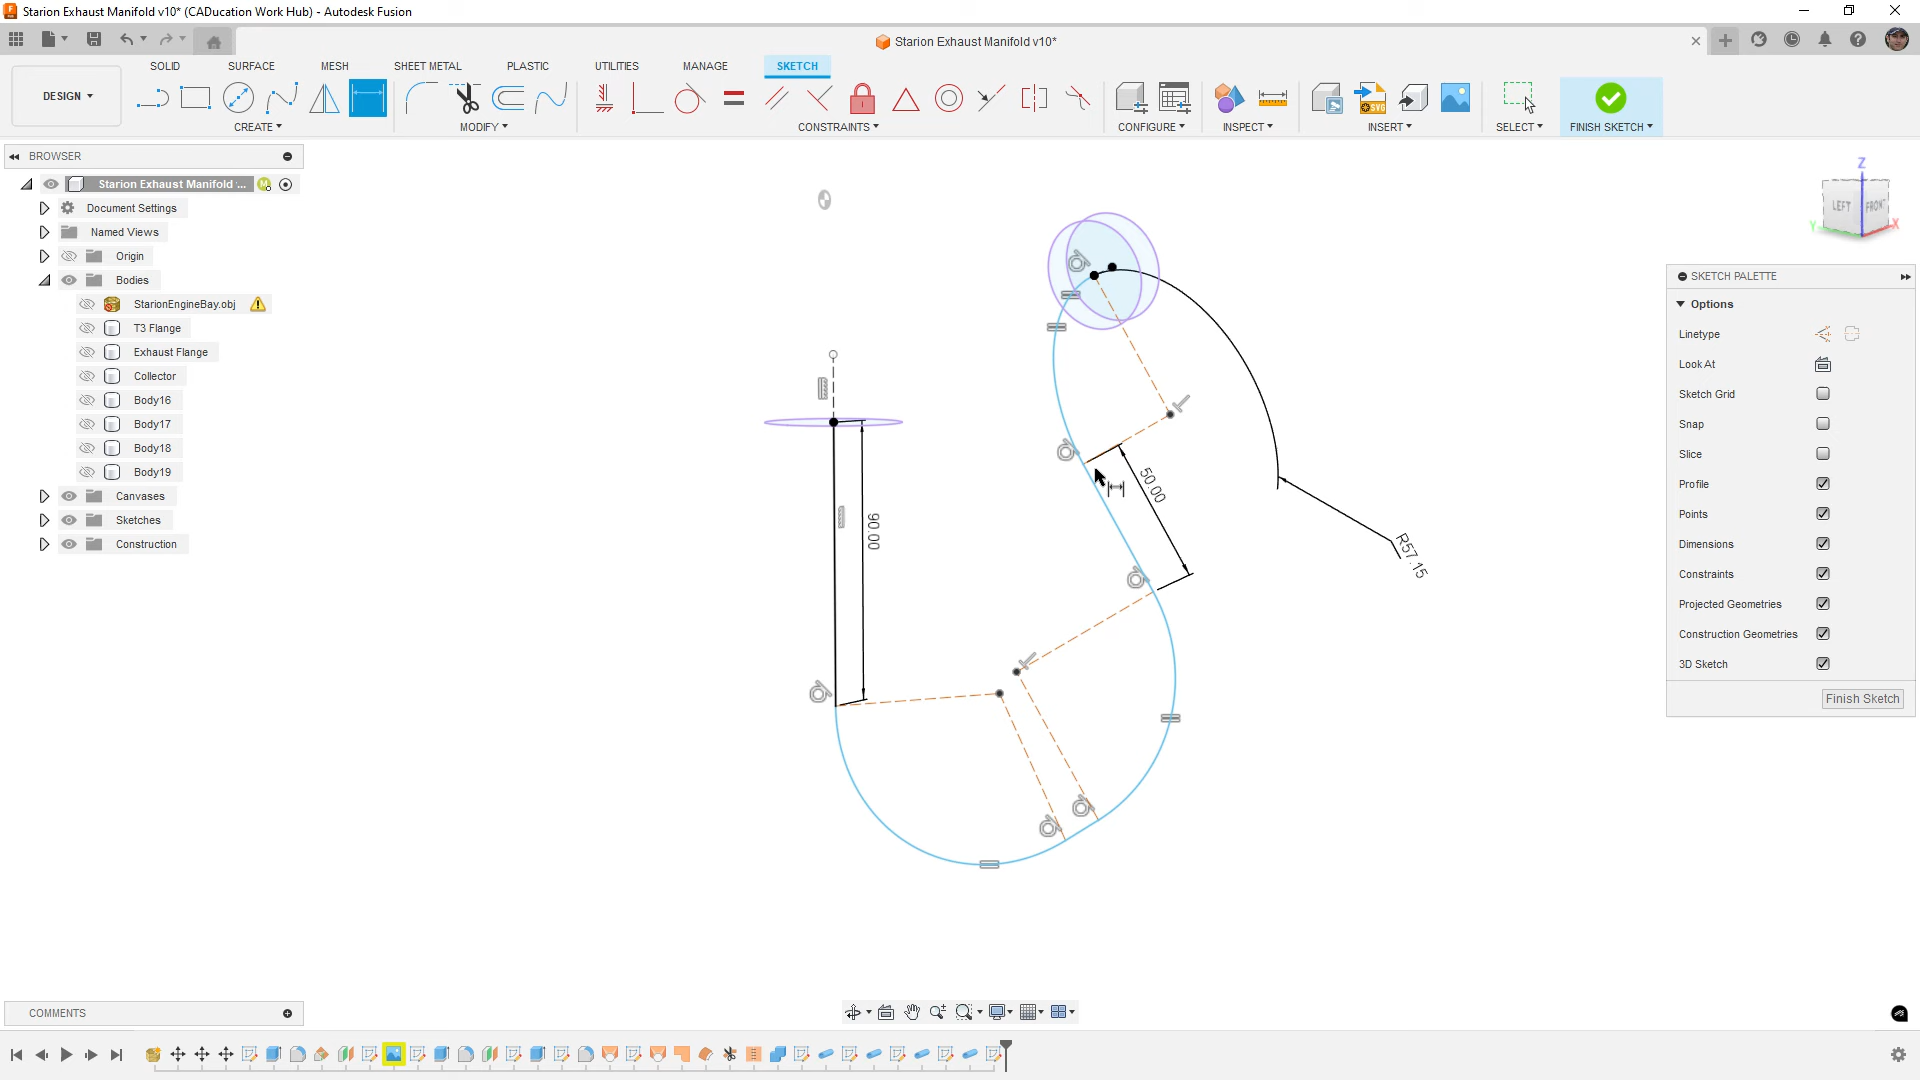 Starion Exhaust Manifold v10* (CADucation Work Hub) - Autodesk Fusion
Starion Exhaust Manifold v10*
SOLID SURFACE MESH SHEET METAL PLASTIC UTILITIES MANAGE SKETCH
DESIGN
CREATE MODIFY CONSTRAINTS CONFIGURE INSPECT INSERT SELECT FINISH SKETCH
BROWSER
Starion Exhaust Manifold ...
Document Settings
Named Views
Origin
Bodies
StarionEngineBay.obj
T3 Flange
Exhaust Flange
Collector
Body16
Body17
Body18
Body19
Canvases
Sketches
Construction
90.00
50.00
R57.15
Z
LEFT FRONT
Y X
SKETCH PALETTE
Options
Linetype
Look At
Sketch Grid
Snap
Slice
Profile
Points
Dimensions
Constraints
Projected Geometries
Construction Geometries
3D Sketch
Finish Sketch
COMMENTS